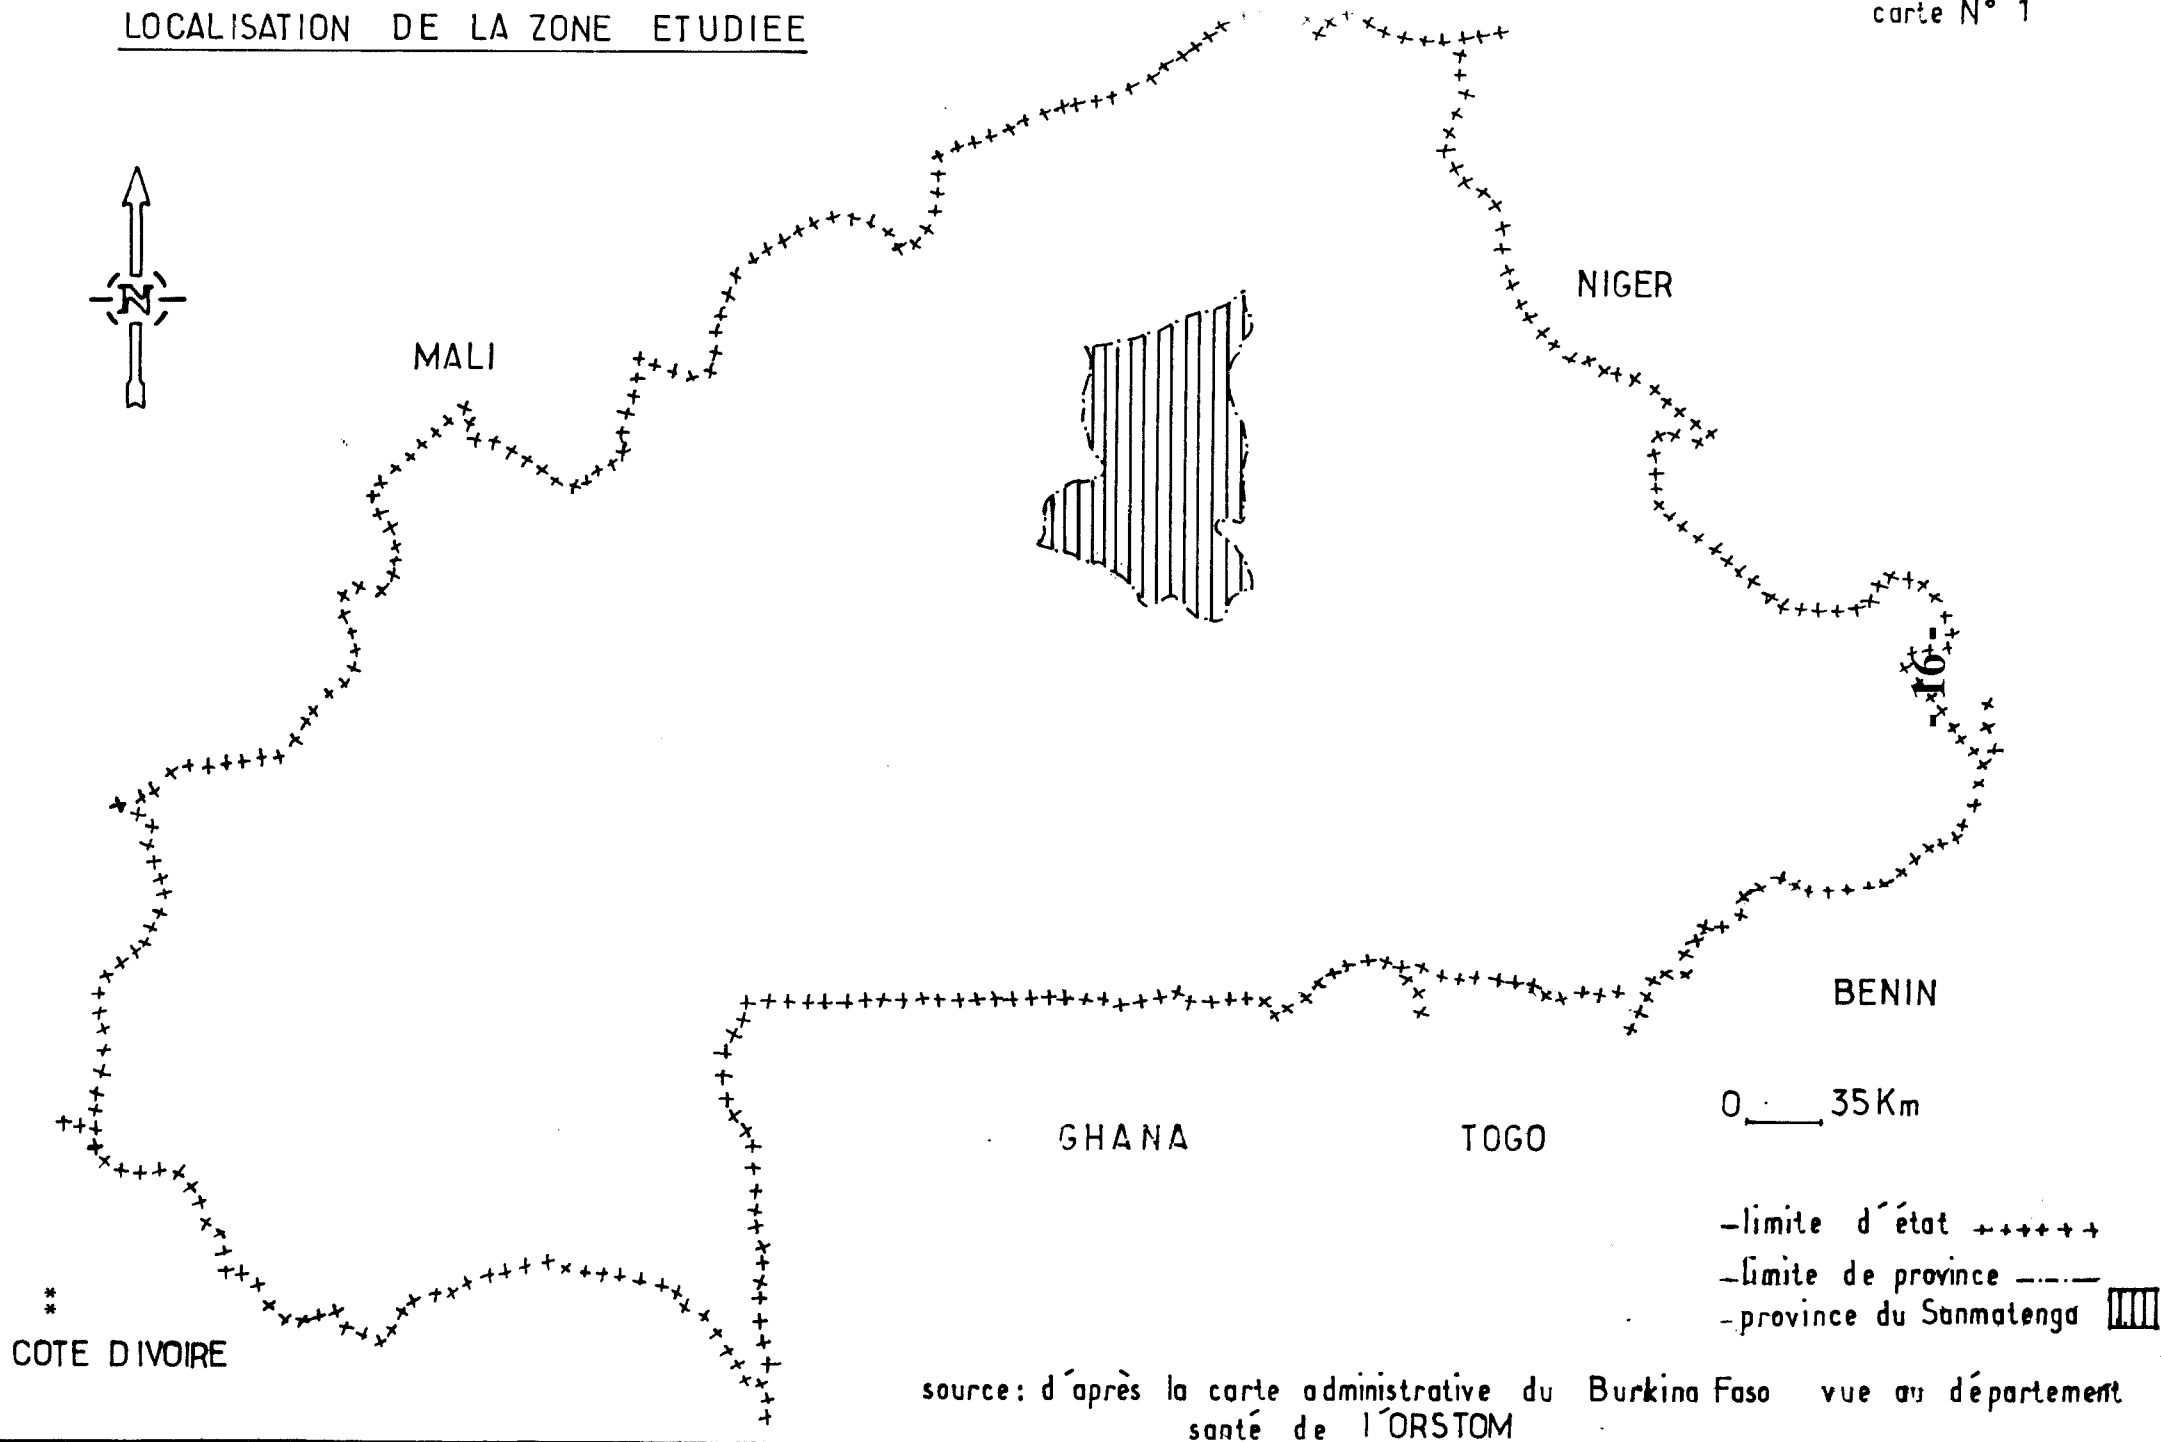 LOCALISATION DE LA ZONE ETUDIEE
carte N° 1
N
NIGER
MALI
-16-
BENIN
0 35Km
GHANA
TOGO
-limite d'état ++++++
-limite de province -.-.-
-province du Sanmatenga
**
COTE D'IVOIRE
source: d'après la carte administrative du Burkina Faso vue au département
santé de l'ORSTOM